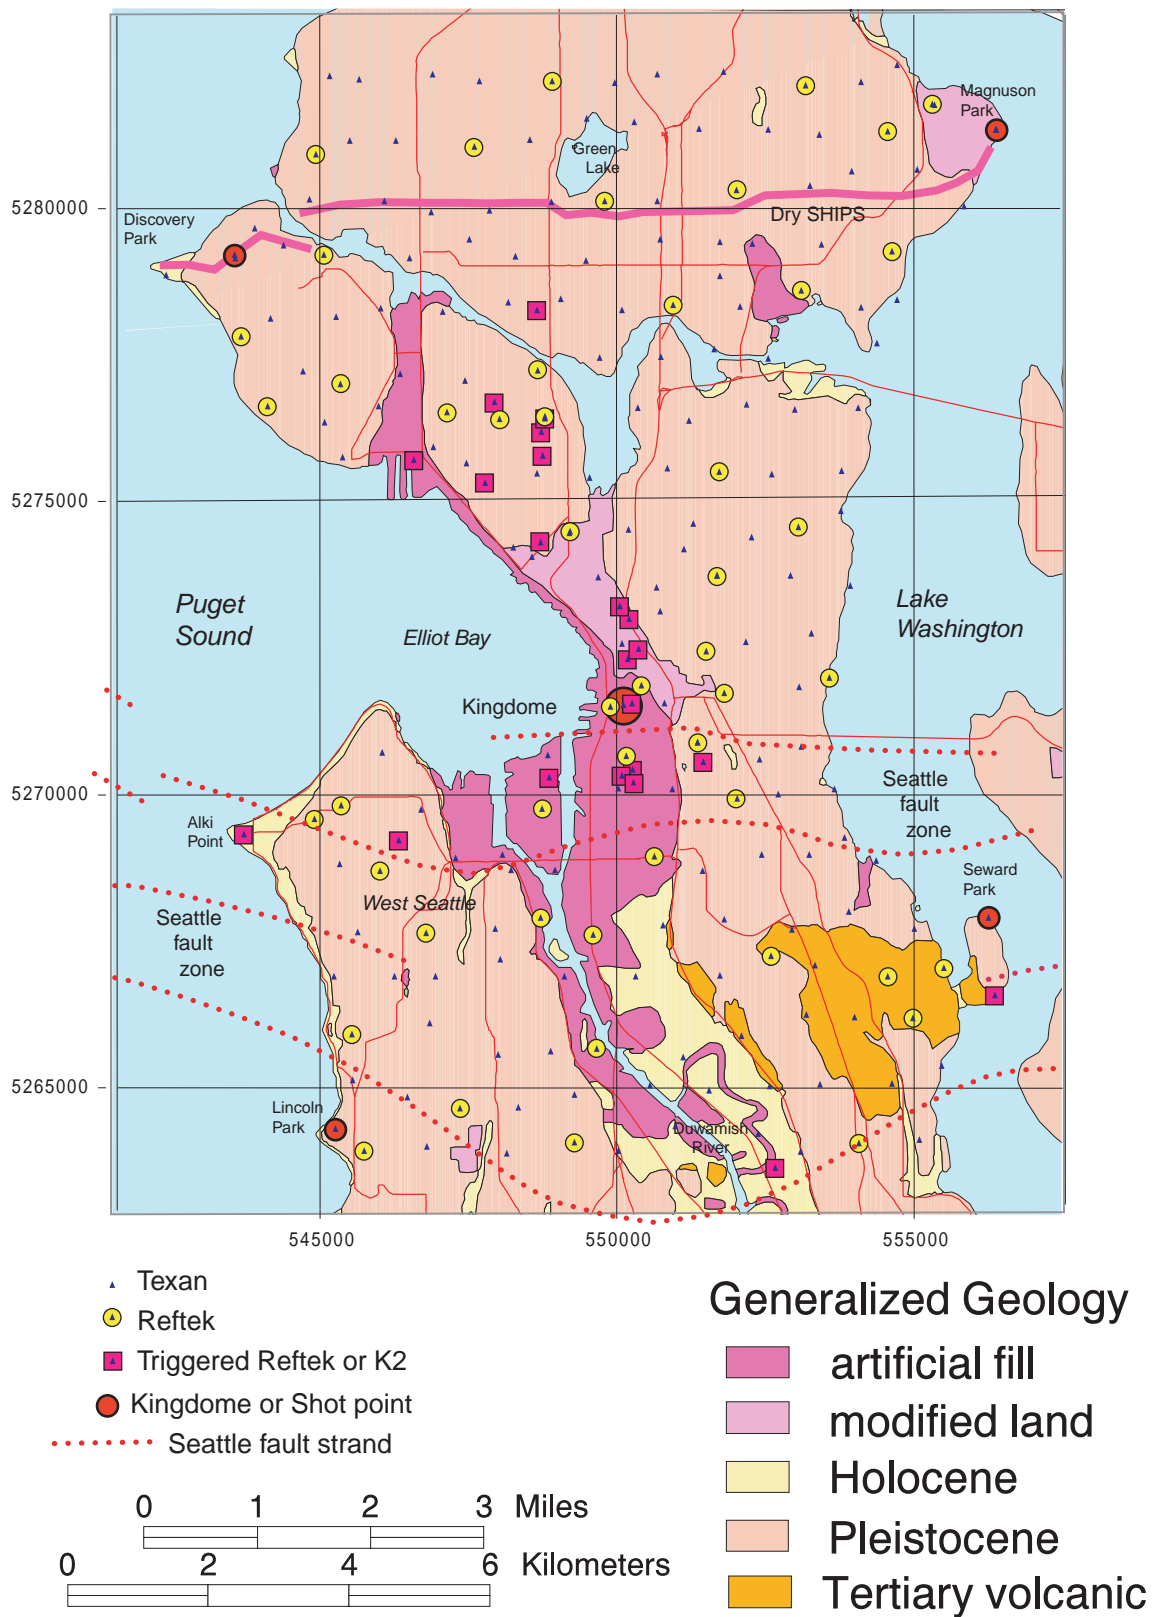 Magnuson
Park
Green
Lake
5280000
Discovery
Park
Dry SHIPS
5275000
Puget
Sound
Elliot Bay
Lake
Washington
Kingdome
5270000
Seattle
fault
zone
Alki
Point
Seward
Park
West Seattle
Seattle
fault
zone
5265000
Lincoln
Park
Duwamish
River
545000
550000
555000
Texan
Reftek
Triggered Reftek or K2
Kingdome or Shot point
Seattle fault strand
0 1 2 3 Miles
0 2 4 6 Kilometers
Generalized Geology
artificial fill
modified land
Holocene
Pleistocene
Tertiary volcanic